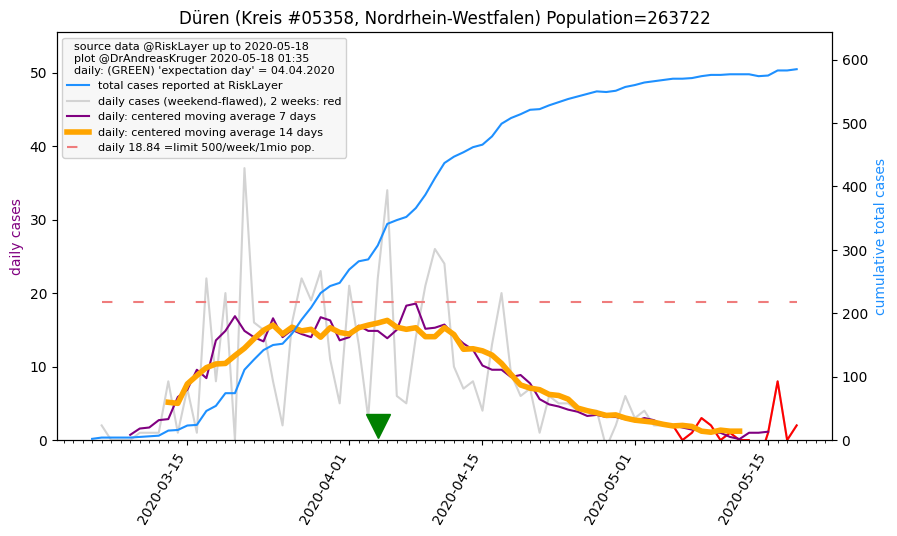 Düren (Kreis #05358, Nordrhein-Westfalen) Population=263722
source data @RiskLayer up to 2020-05-18
plot @DrAndreasKruger 2020-05-18 01:35
daily: (GREEN) 'expectation day' = 04.04.2020
total cases reported at RiskLayer
daily cases (weekend-flawed), 2 weeks: red
daily: centered moving average 7 days
daily: centered moving average 14 days
daily 18.84 =limit 500/week/1mio pop.
daily cases
50
40
30
20
10
0
cumulative total cases
600
500
400
300
200
100
0
2020-03-15
2020-04-01
2020-04-15
2020-05-01
2020-05-15